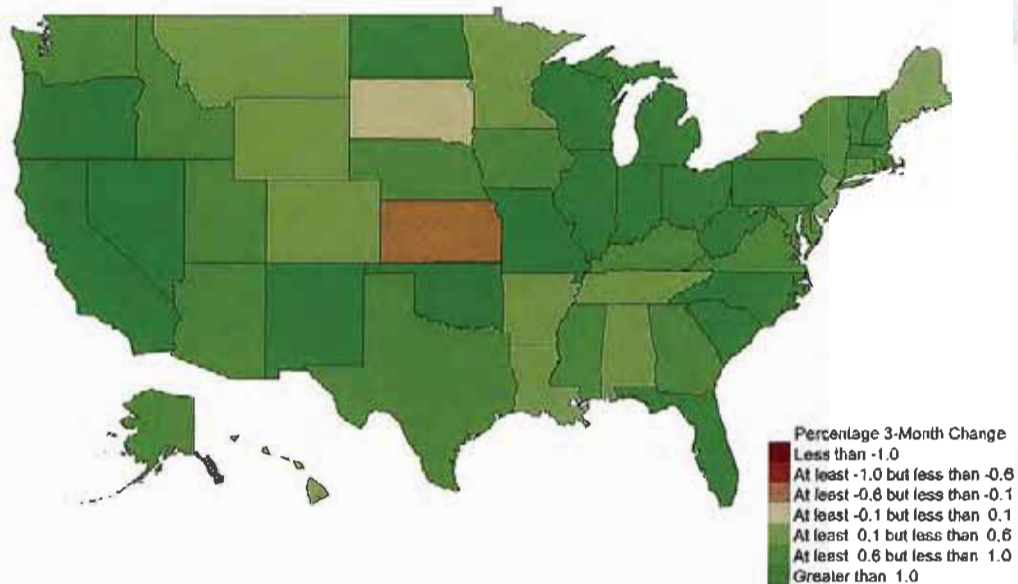 Percentage 3-Month Change
Less than -1.0
At least -1.0 but less than -0.6
At least -0.6 but less than -0.1
At least -0.1 but less than 0.1
At least 0.1 but less than 0.6
At least 0.6 but less than 1.0
Greater than 1.0